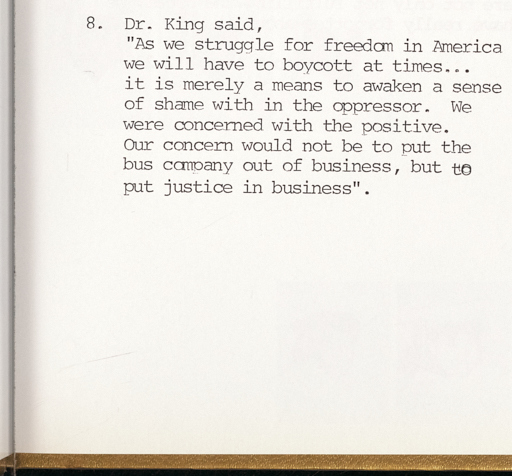 8. Dr. King said,
"As we struggle for freedom in America
we will have to boycott at times...
it is merely a means to awaken a sense
of shame with in the oppressor. We
were concerned with the positive.
Our concern would not be to put the
bus company out of business, but to
put justice in business".